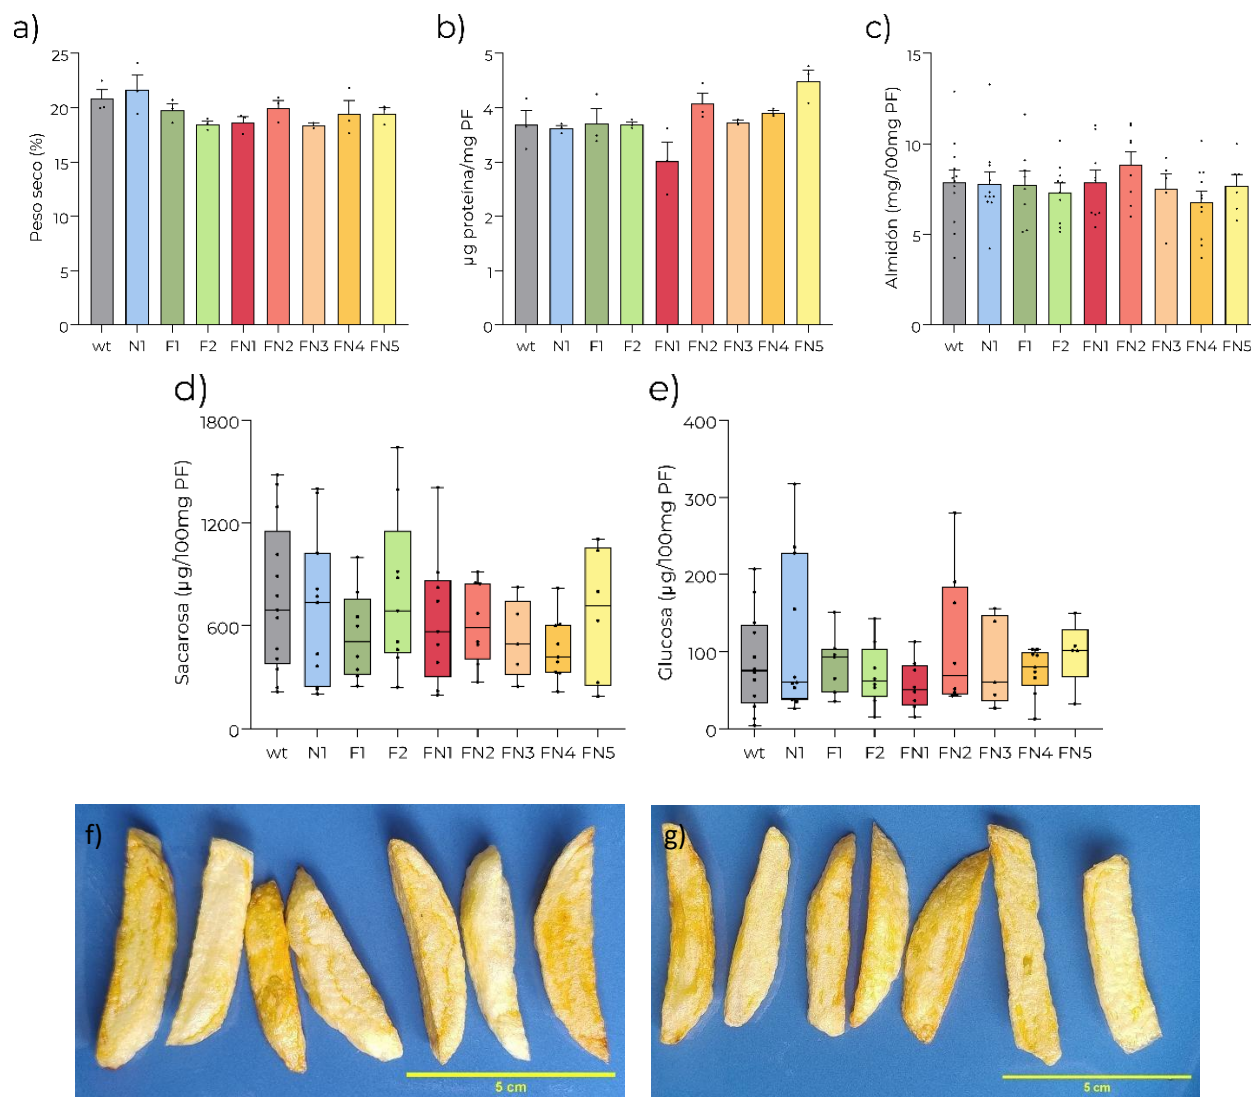 a)
Peso seco (%)
25
20
15
10
5
0
wt N1 F1 F2 FN1 FN2 FN3 FN4 FN5
b)
µg proteína/mg PF
5
4
3
2
1
0
wt N1 F1 F2 FN1 FN2 FN3 FN4 FN5
c)
Almidón (mg/100mg PF)
15
10
5
0
wt N1 F1 F2 FN1 FN2 FN3 FN4 FN5
d)
Sacarosa (µg/100mg PF)
1800
1200
600
0
wt N1 F1 F2 FN1 FN2 FN3 FN4 FN5
e)
Glucosa (µg/100mg PF)
400
300
200
100
0
wt N1 F1 F2 FN1 FN2 FN3 FN4 FN5
f)
5 cm
g)
5 cm